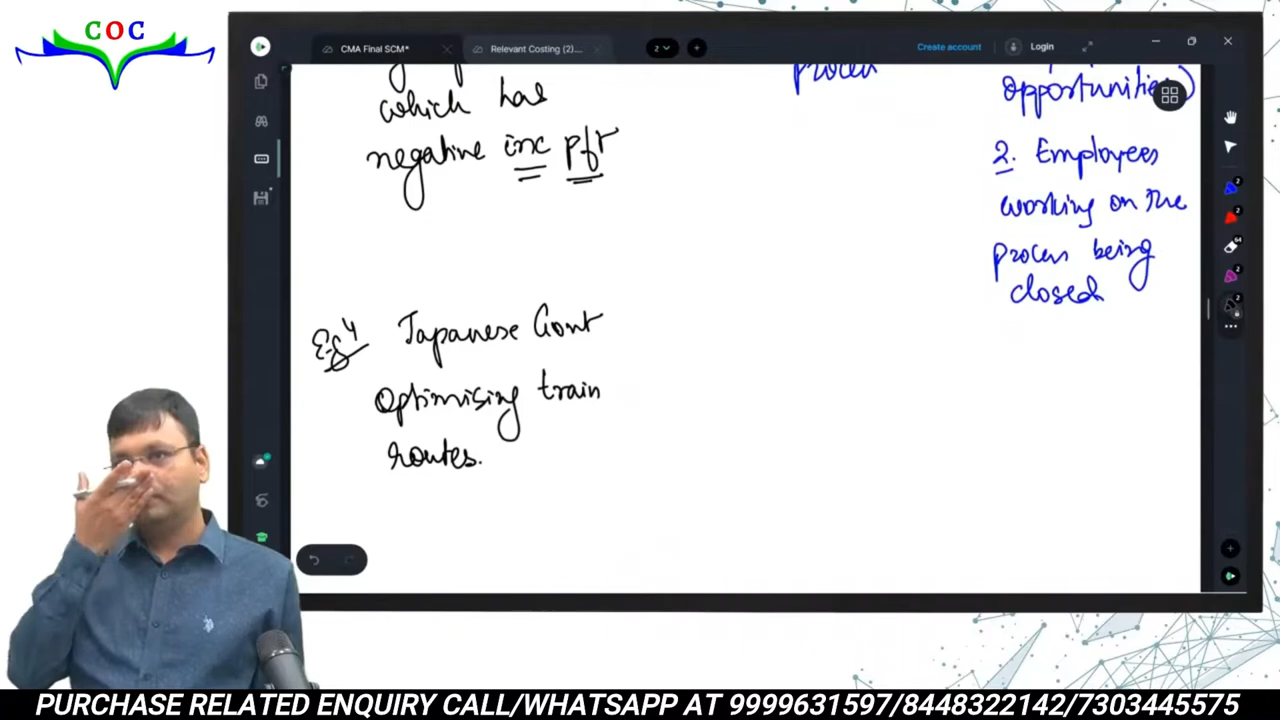 COC
CMA Final SCM*
Relevant Costing (2)....
2
Create account
Login
which has
negative inc pft
process
opportunities)
2. Employees
working on the
process being
closed
Eg 4 Japanese Govt
Optimising train
routes.
PURCHASE RELATED ENQUIRY CALL/WHATSAPP AT 9999631597/8448322142/7303445575